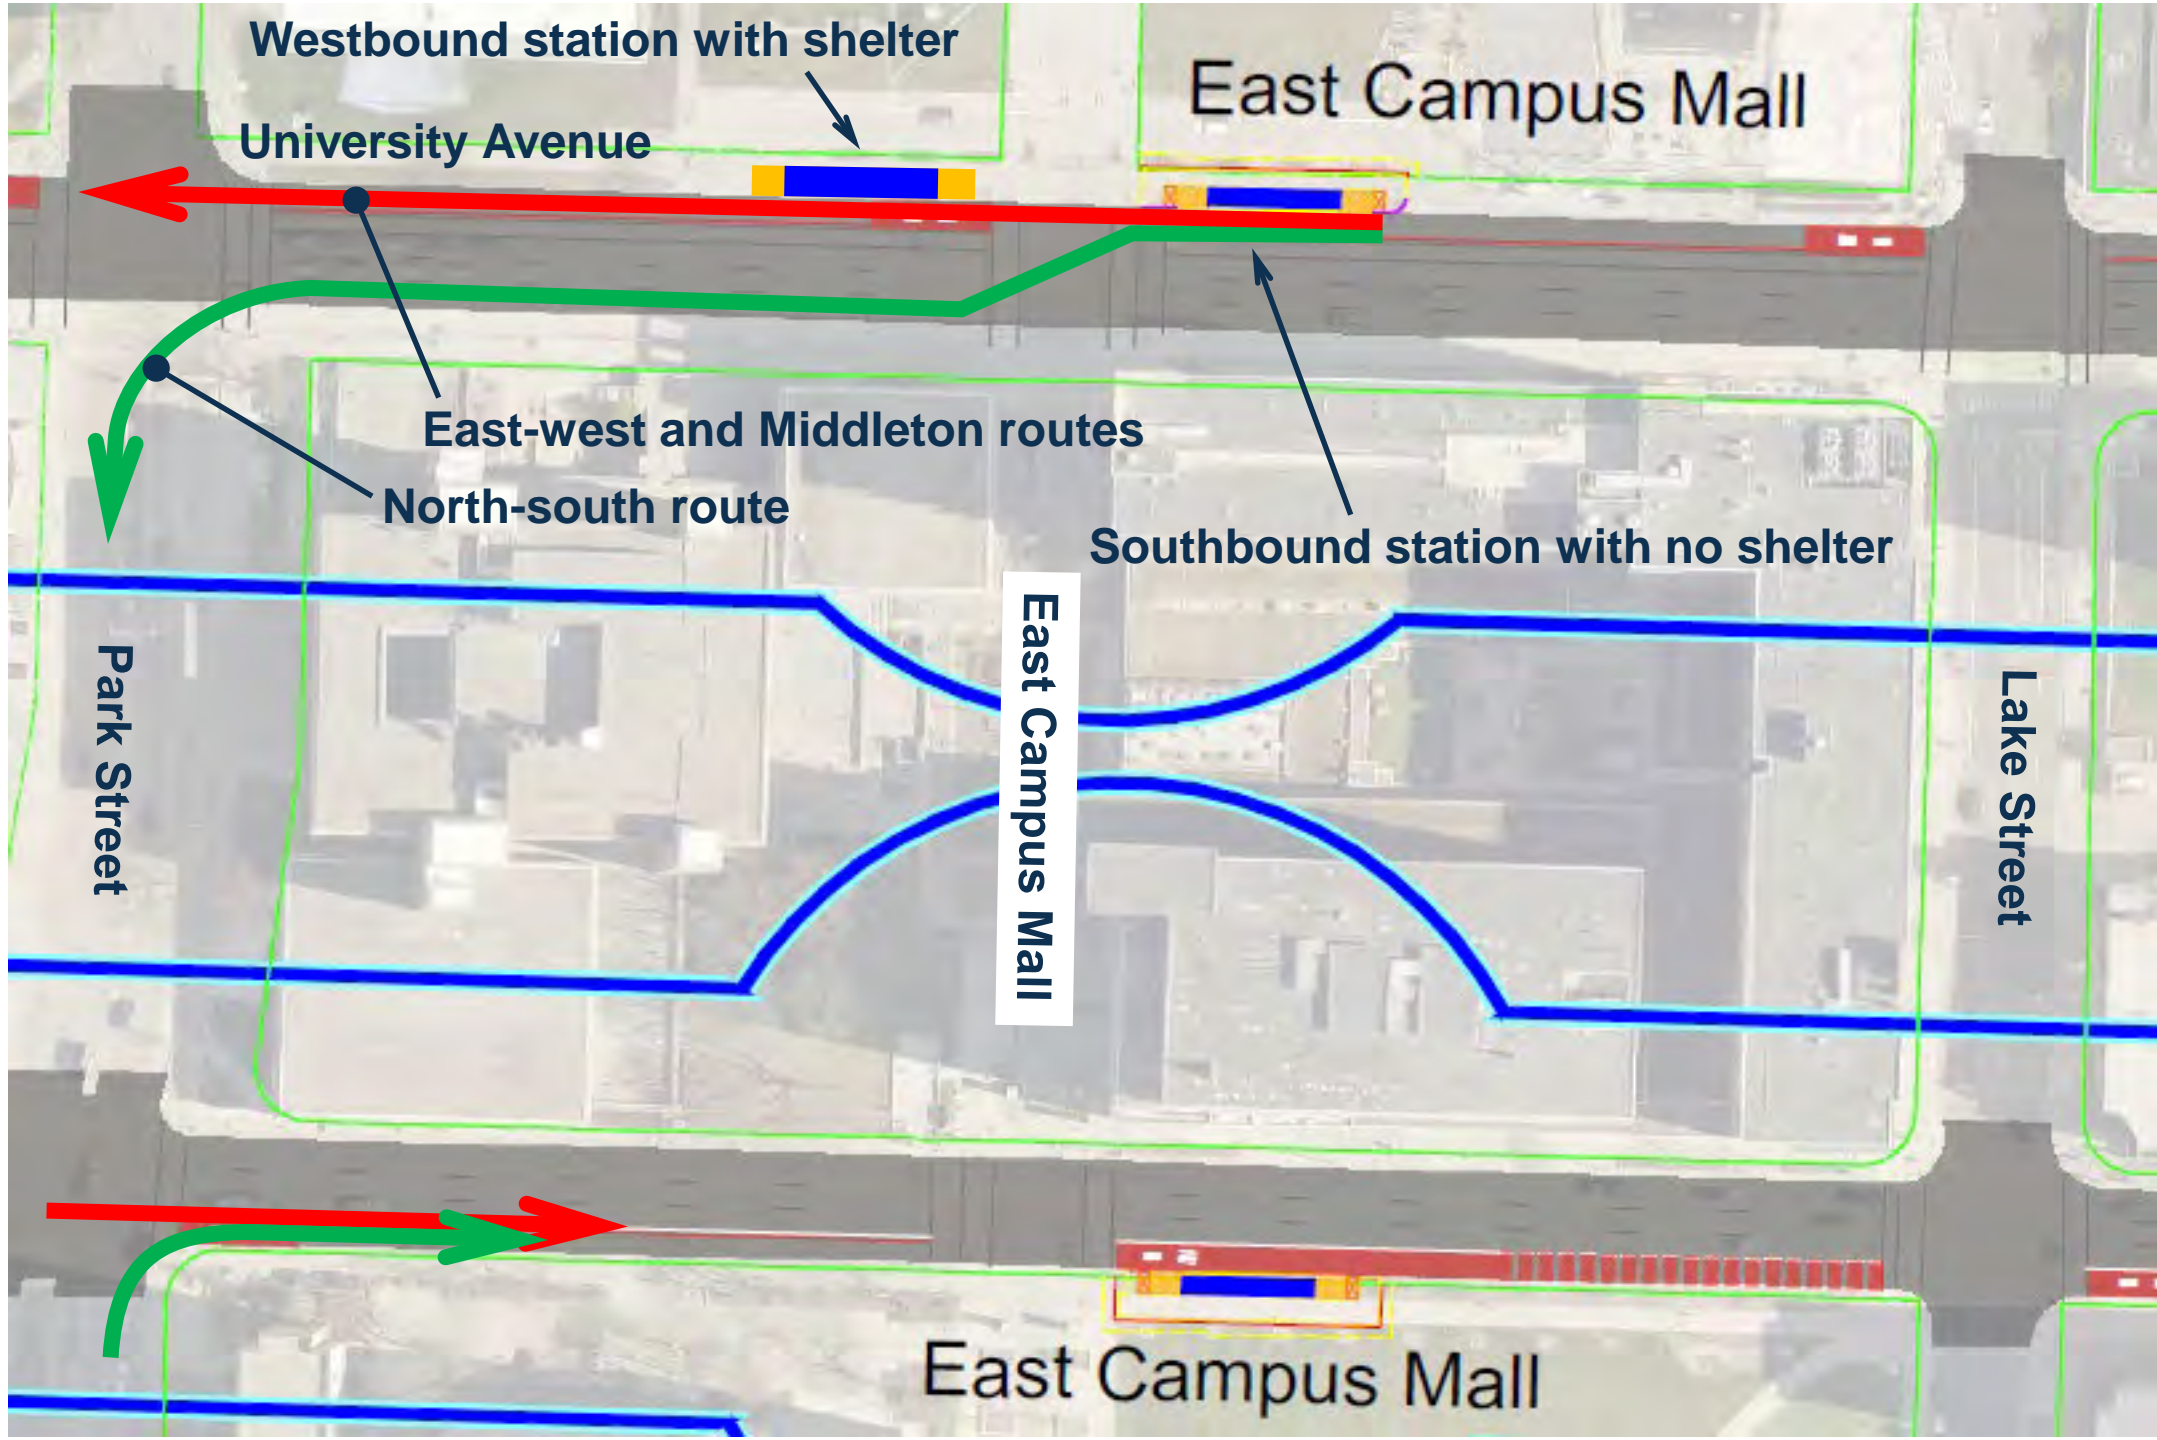 Westbound station with shelter
East Campus Mall
University Avenue
East-west and Middleton routes
North-south route
Southbound station with no shelter
East Campus Mall
Park Street
Lake Street
East Campus Mall